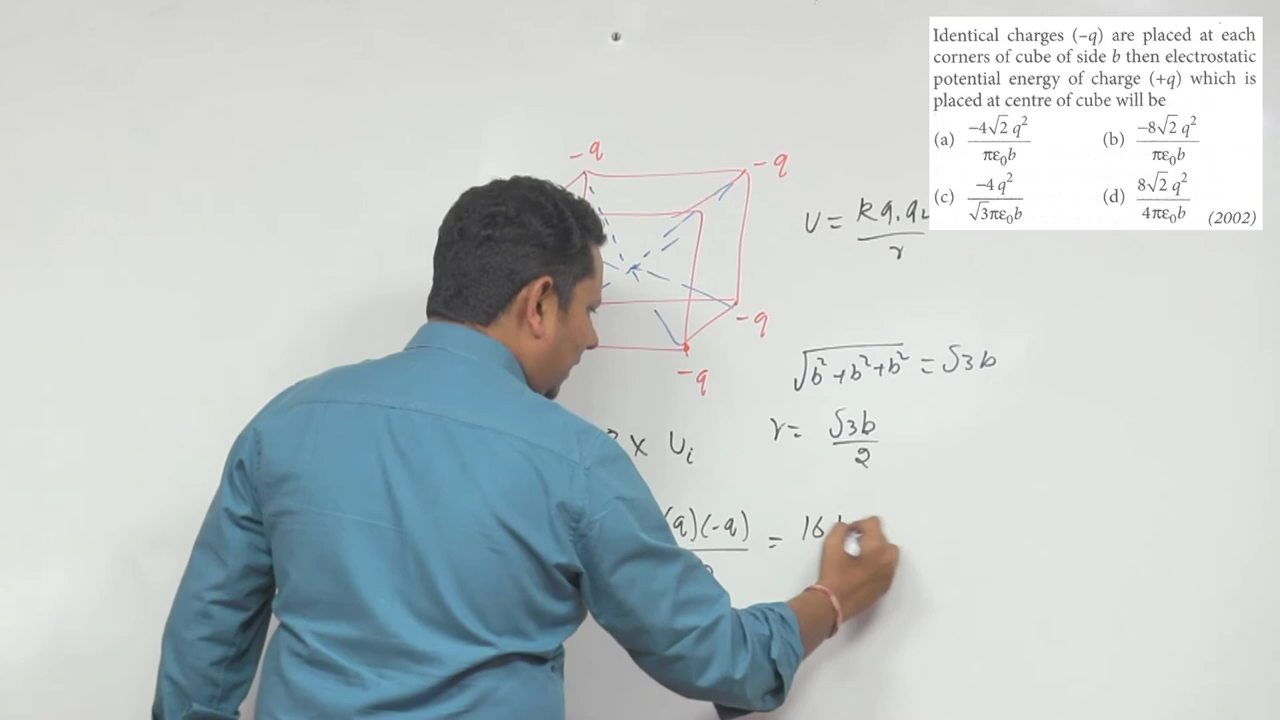 Identical charges (–q) are placed at each
corners of cube of side b then electrostatic
potential energy of charge (+q) which is
placed at centre of cube will be
(a) −4√2 q² / πε₀b (b) −8√2 q² / πε₀b
(c) −4 q² / √3πε₀b (d) 8√2 q² / 4πε₀b (2002)
-q
-q
U = kq₁q₂ / r
-q
-q
√b²+b²+b² = √3b
r = √3b / 2
x Ui
(q)(-q) = 16